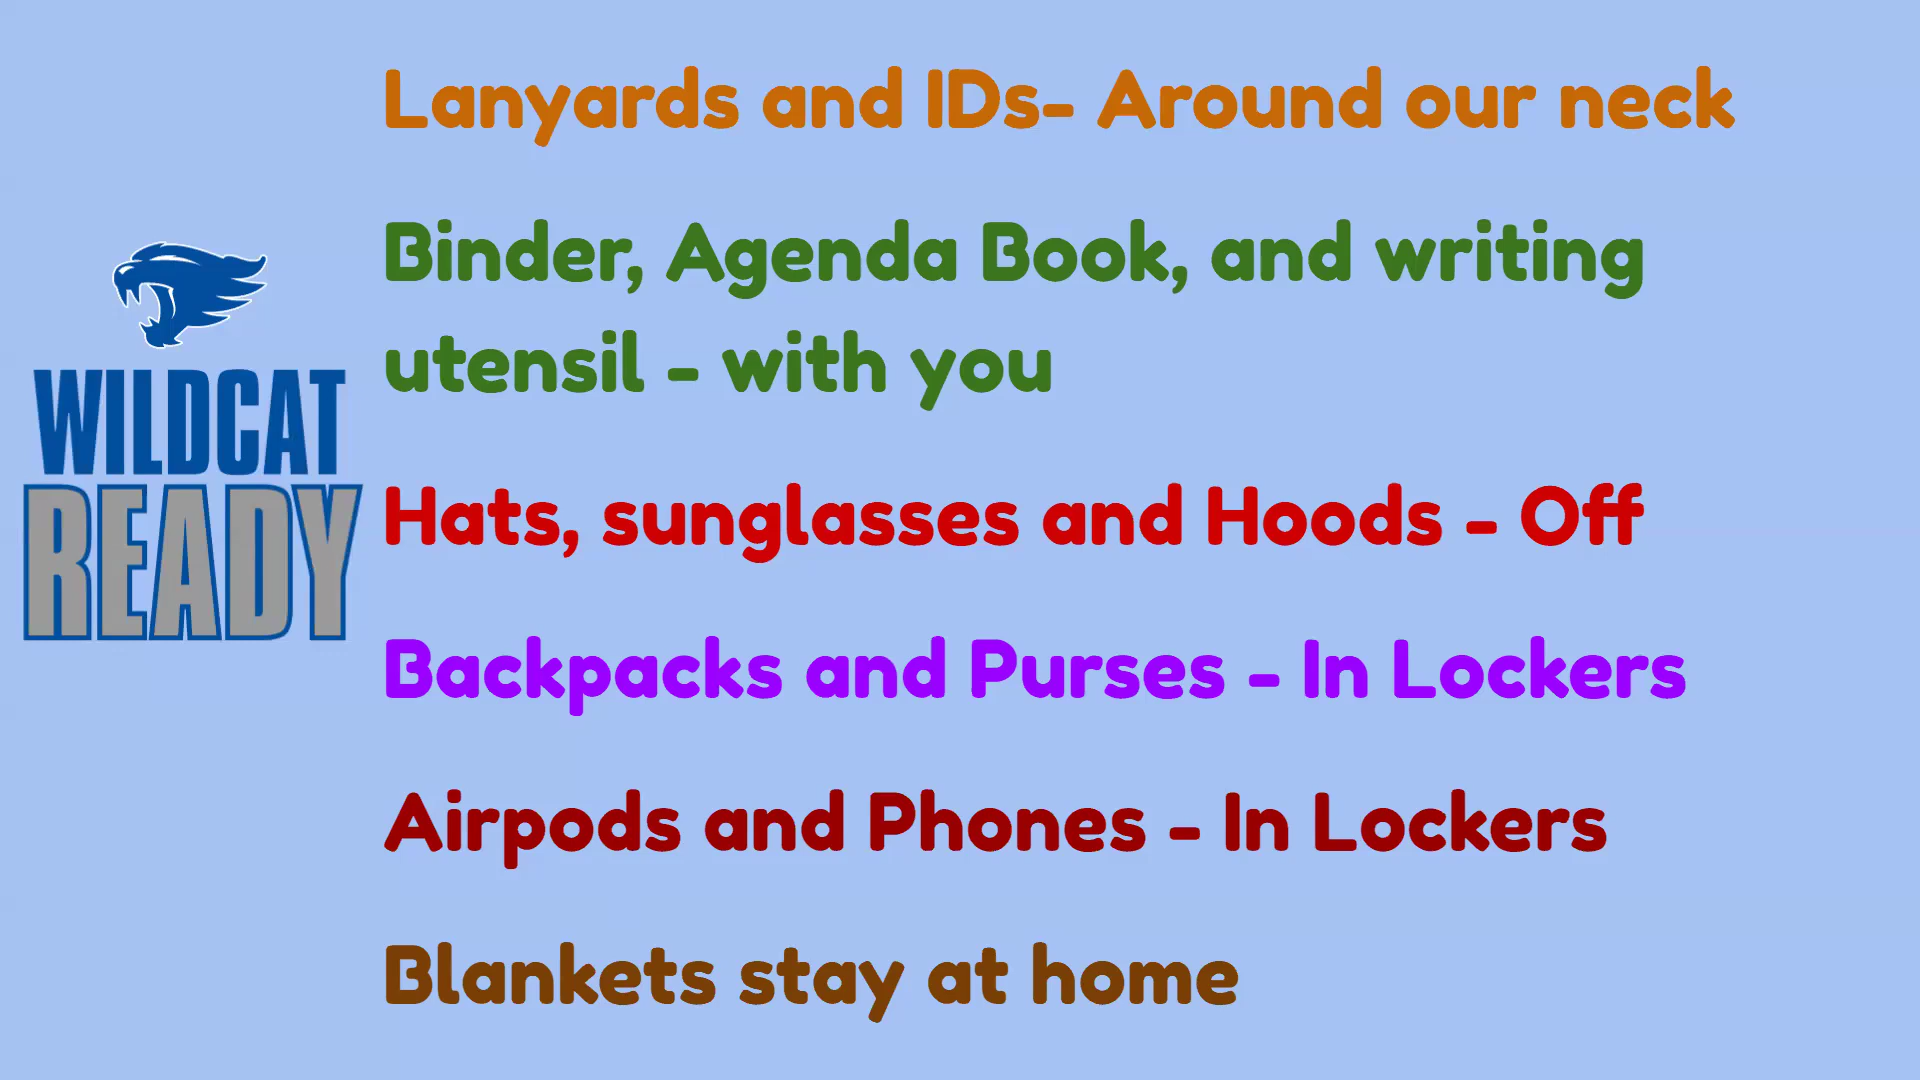 Lanyards and IDs- Around our neck
Binder, Agenda Book, and writing
utensil - with you
WILDCAT
READY
Hats, sunglasses and Hoods - Off
Backpacks and Purses - In Lockers
Airpods and Phones - In Lockers
Blankets stay at home